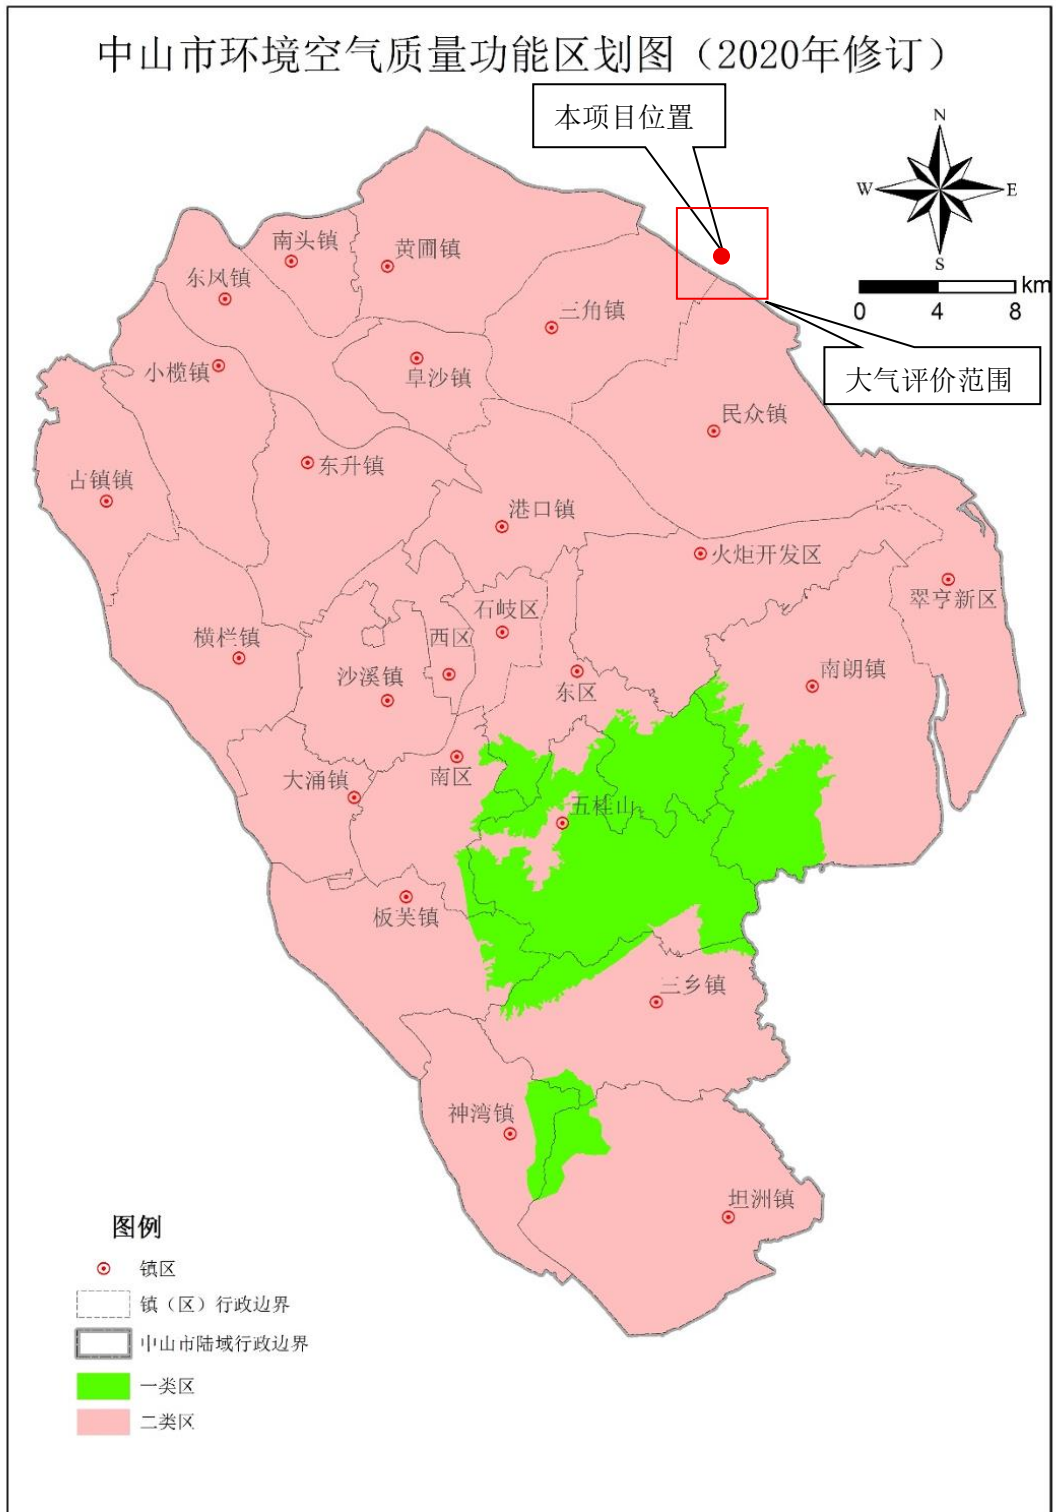 中山市环境空气质量功能区划图（2020年修订）
本项目位置
N
W
E
S
km
0 4 8
南头镇
黄圃镇
东凤镇
三角镇
小榄镇
阜沙镇
大气评价范围
民众镇
东升镇
古镇镇
港口镇
火炬开发区
翠亨新区
石岐区
横栏镇
西区
沙溪镇
东区
南朗镇
南区
大涌镇
五桂山
板芙镇
三乡镇
神湾镇
坦洲镇
图例
镇区
镇（区）行政边界
中山市陆域行政边界
一类区
二类区